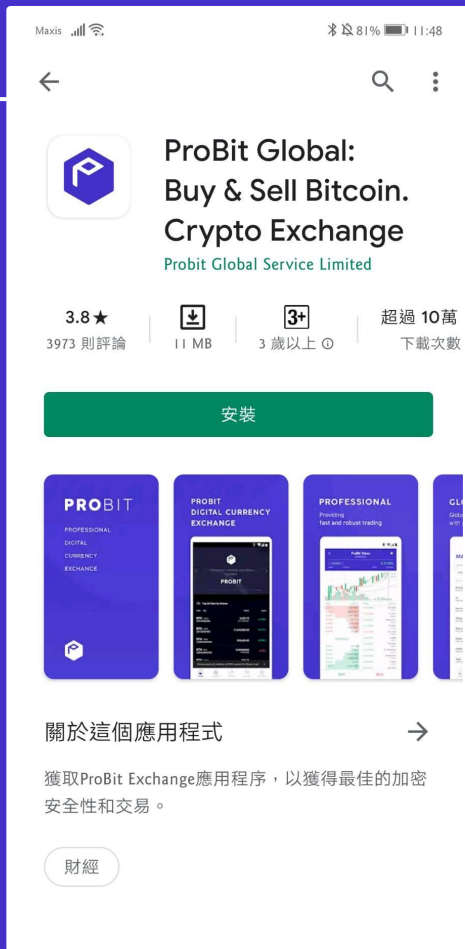 Maxis
81% 11:48
ProBit Global:
Buy & Sell Bitcoin.
Crypto Exchange
Probit Global Service Limited
3.8★ 3+ 超過 10萬
3973 則評論 11 MB 3 歲以上 下載次數
安裝
PROBIT
PROFESSIONAL
DIGITAL
CURRENCY
EXCHANGE
PROBIT
DIGITAL CURRENCY
EXCHANGE
PROBIT
PROFESSIONAL
Providing
fast and robust trading
關於這個應用程式
獲取ProBit Exchange應用程序，以獲得最佳的加密
安全性和交易。
財經